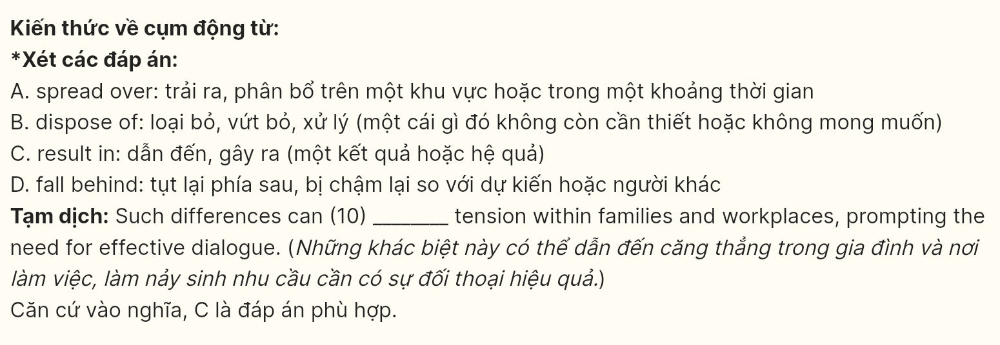 Kiến thức về cụm động từ:
*Xét các đáp án:
A. spread over: trải ra, phân bổ trên một khu vực hoặc trong một khoảng thời gian
B. dispose of: loại bỏ, vứt bỏ, xử lý (một cái gì đó không còn cần thiết hoặc không mong muốn)
C. result in: dẫn đến, gây ra (một kết quả hoặc hệ quả)
D. fall behind: tụt lại phía sau, bị chậm lại so với dự kiến hoặc người khác
Tạm dịch: Such differences can (10) ________ tension within families and workplaces, prompting the
need for effective dialogue. (Những khác biệt này có thể dẫn đến căng thẳng trong gia đình và nơi
làm việc, làm nảy sinh nhu cầu cần có sự đối thoại hiệu quả.)
Căn cứ vào nghĩa, C là đáp án phù hợp.